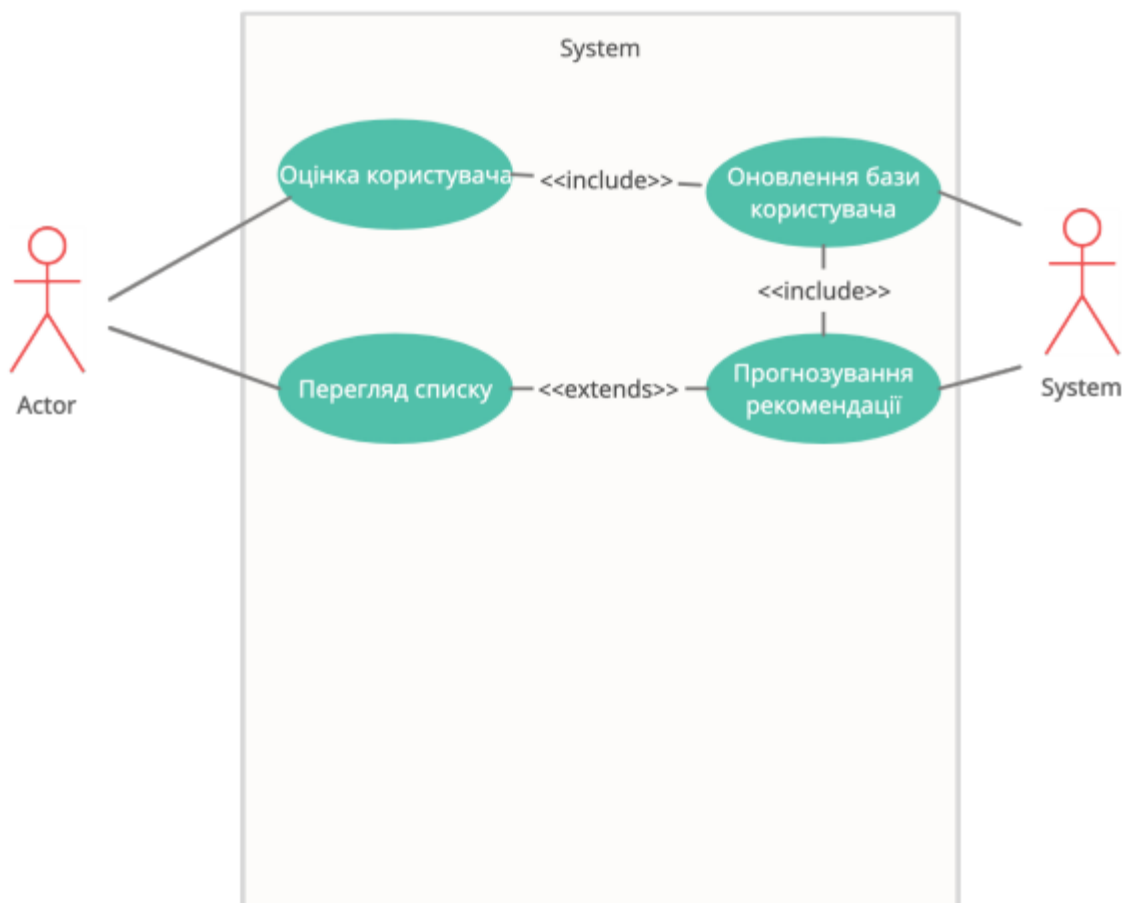 System
Оцінка користувача
<<include>>
Оновлення бази
користувача
<<include>>
Actor
Перегляд списку
<<extends>>
Прогнозування
рекомендації
System